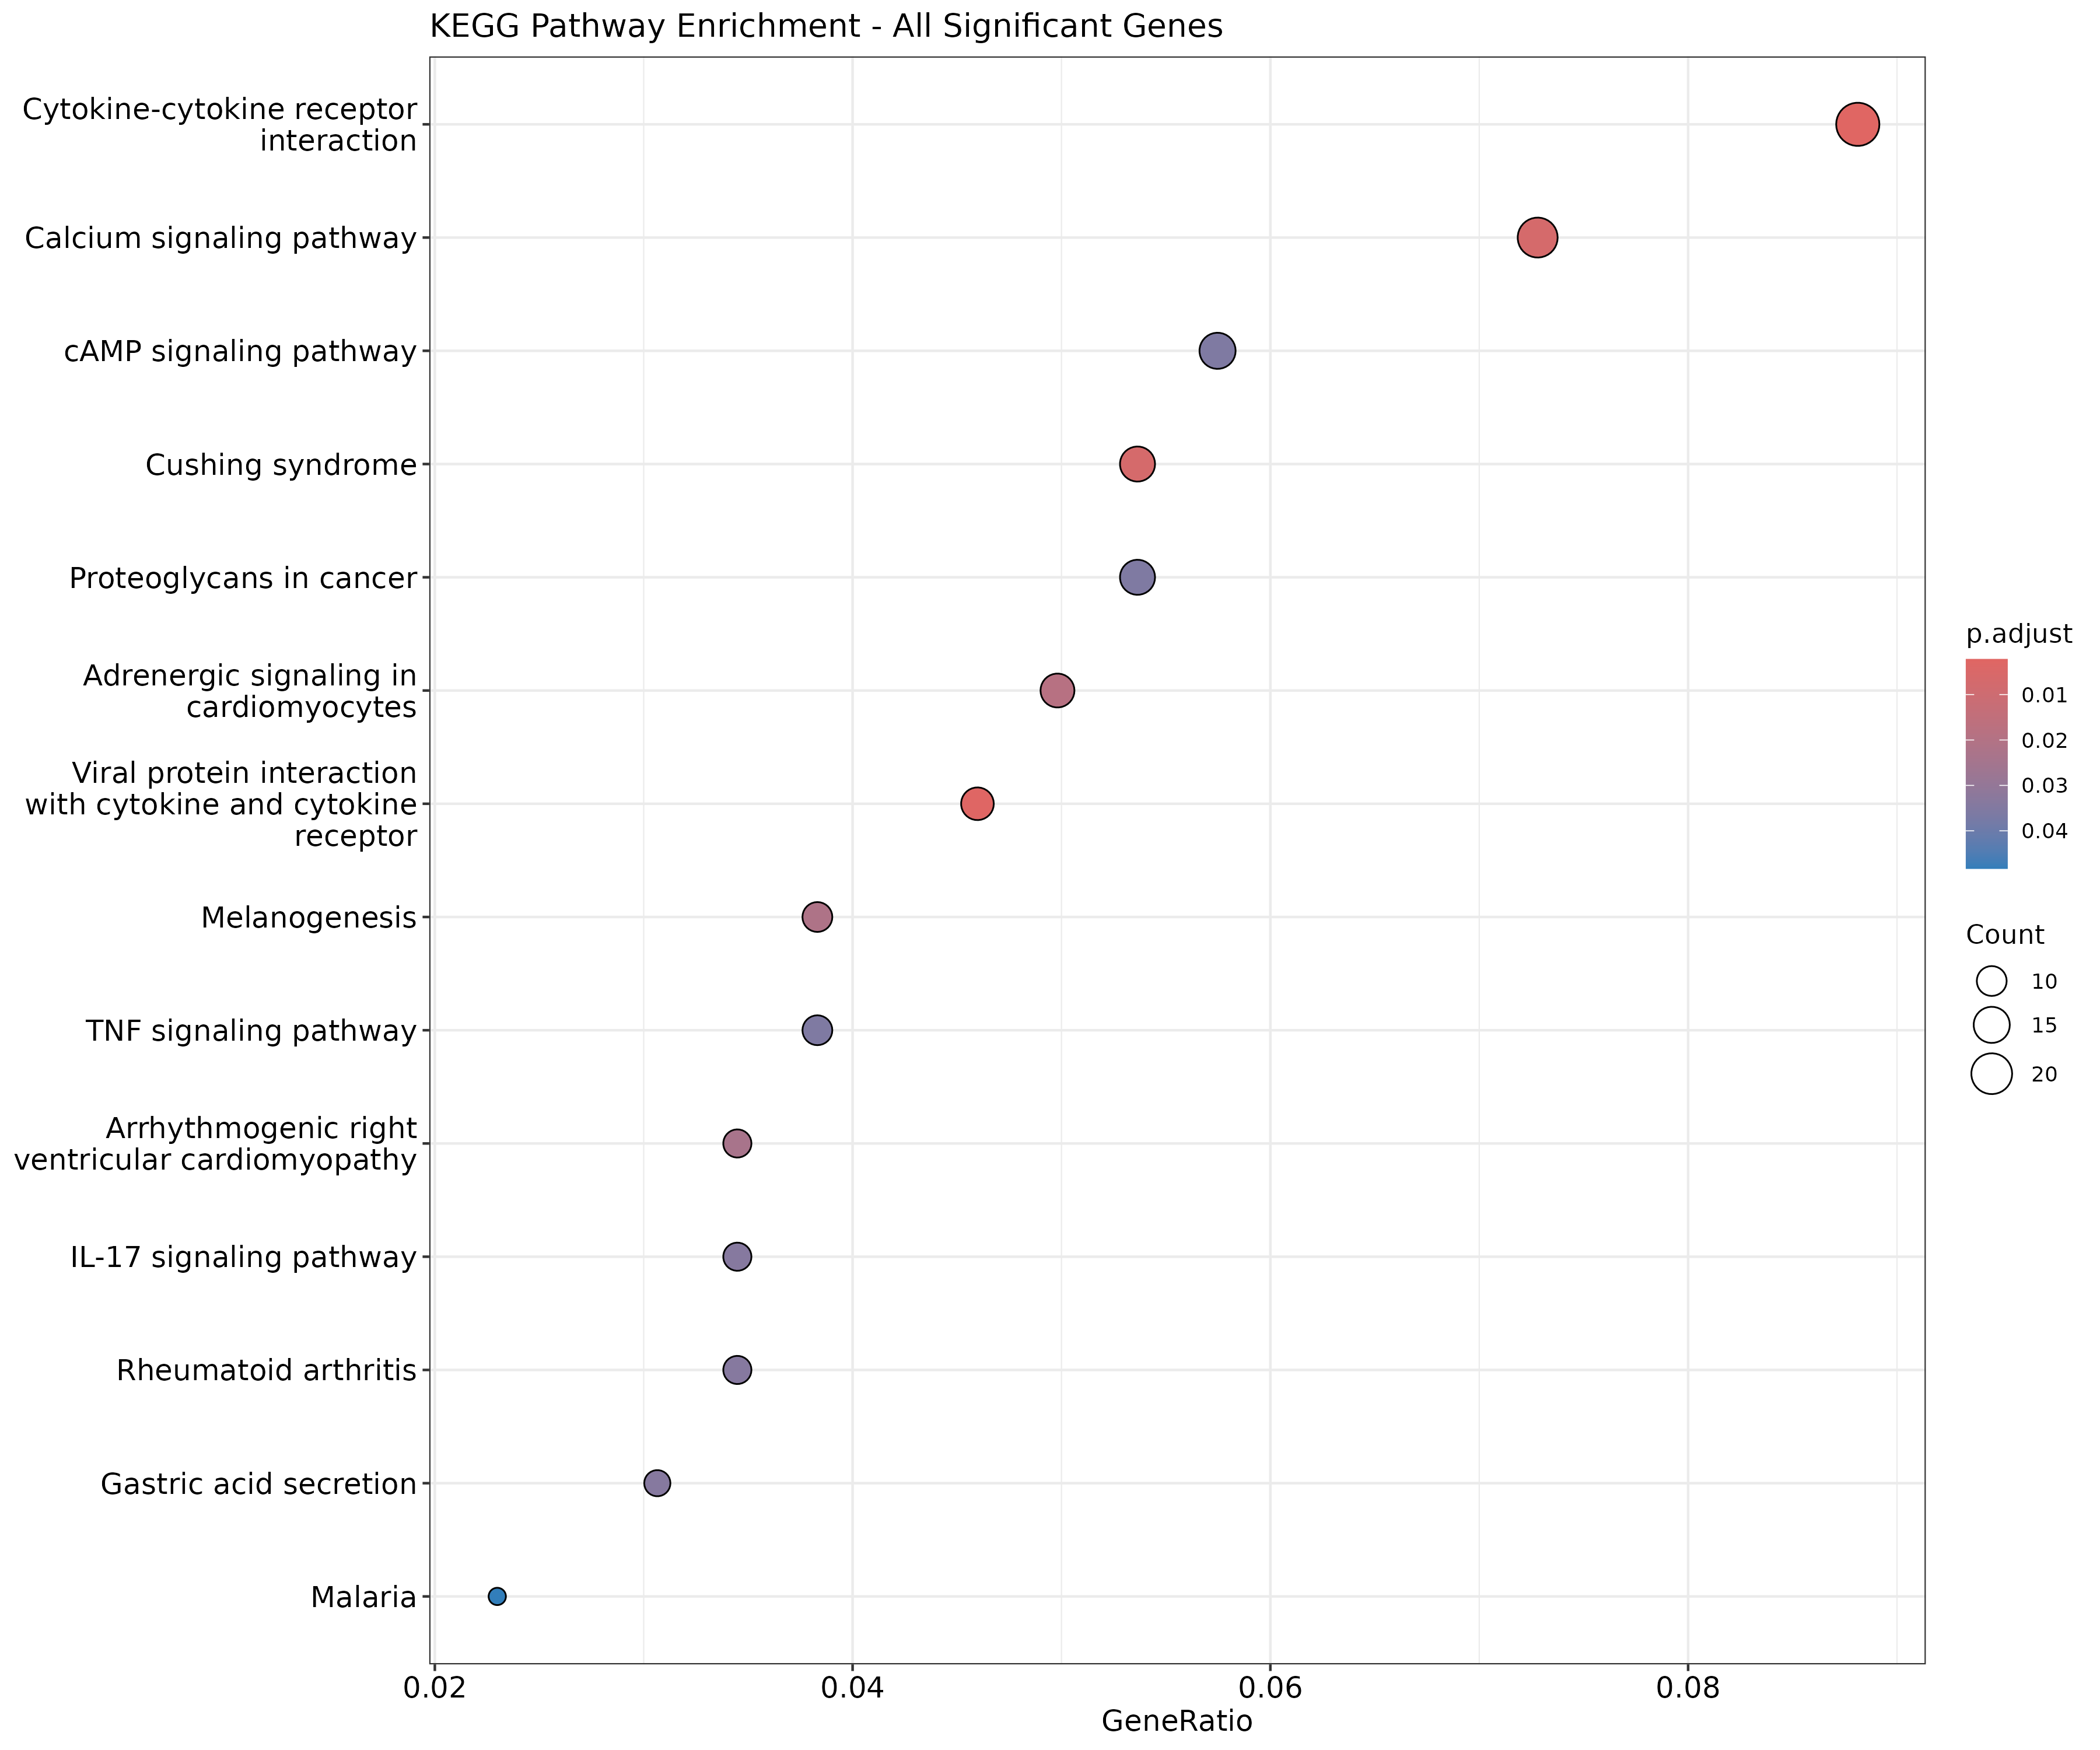 KEGG Pathway Enrichment - All Significant Genes
Cytokine-cytokine receptor
interaction
Calcium signaling pathway
cAMP signaling pathway
Cushing syndrome
Proteoglycans in cancer
Adrenergic signaling in
cardiomyocytes
Viral protein interaction
with cytokine and cytokine
receptor
Melanogenesis
TNF signaling pathway
Arrhythmogenic right
ventricular cardiomyopathy
IL-17 signaling pathway
Rheumatoid arthritis
Gastric acid secretion
Malaria
0.02 0.04 0.06 0.08
GeneRatio
p.adjust
0.01
0.02
0.03
0.04
Count
10
15
20